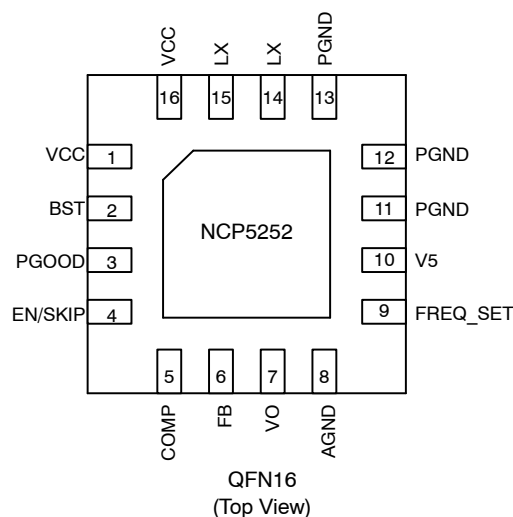 VCC LX LX PGND
16 15 14 13
VCC 1 12 PGND
BST 2 11 PGND
NCP5252
PGOOD 3 10 V5
EN/SKIP 4 9 FREQ_SET
5 6 7 8
COMP FB VO AGND
QFN16
(Top View)